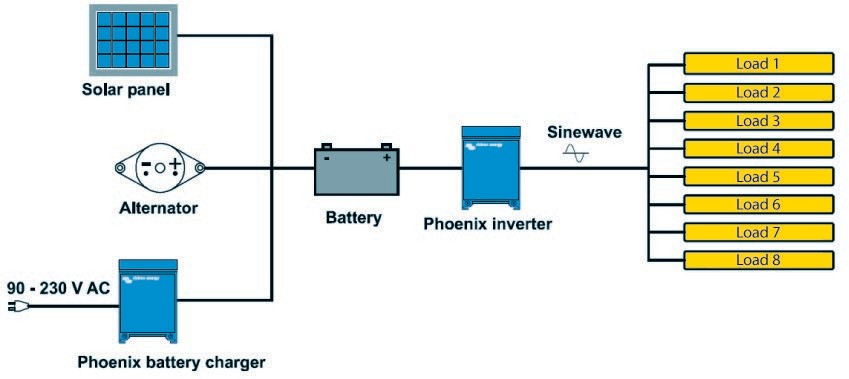 Solar panel
Alternator
90 - 230 V AC
Phoenix battery charger
- +
Battery
Phoenix inverter
Sinewave
Load 1
Load 2
Load 3
Load 4
Load 5
Load 6
Load 7
Load 8